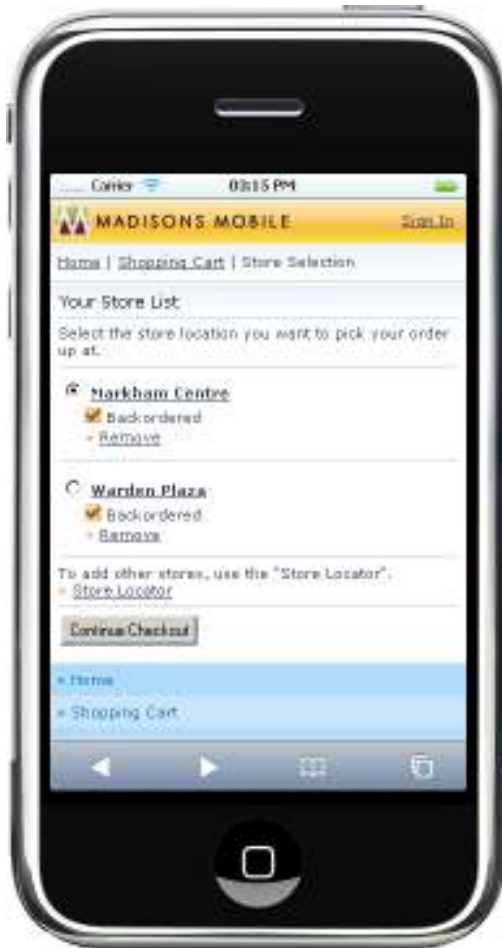 Carrier 03:15 PM
MADISONS MOBILE Sign In
Home | Shopping Cart | Store Selection
Your Store List
Select the store location you want to pick your order
up at.
Markham Centre
Backordered
Remove
Warden Plaza
Backordered
Remove
To add other stores, use the "Store Locator".
Store Locator
Continue Checkout
Home
Shopping Cart